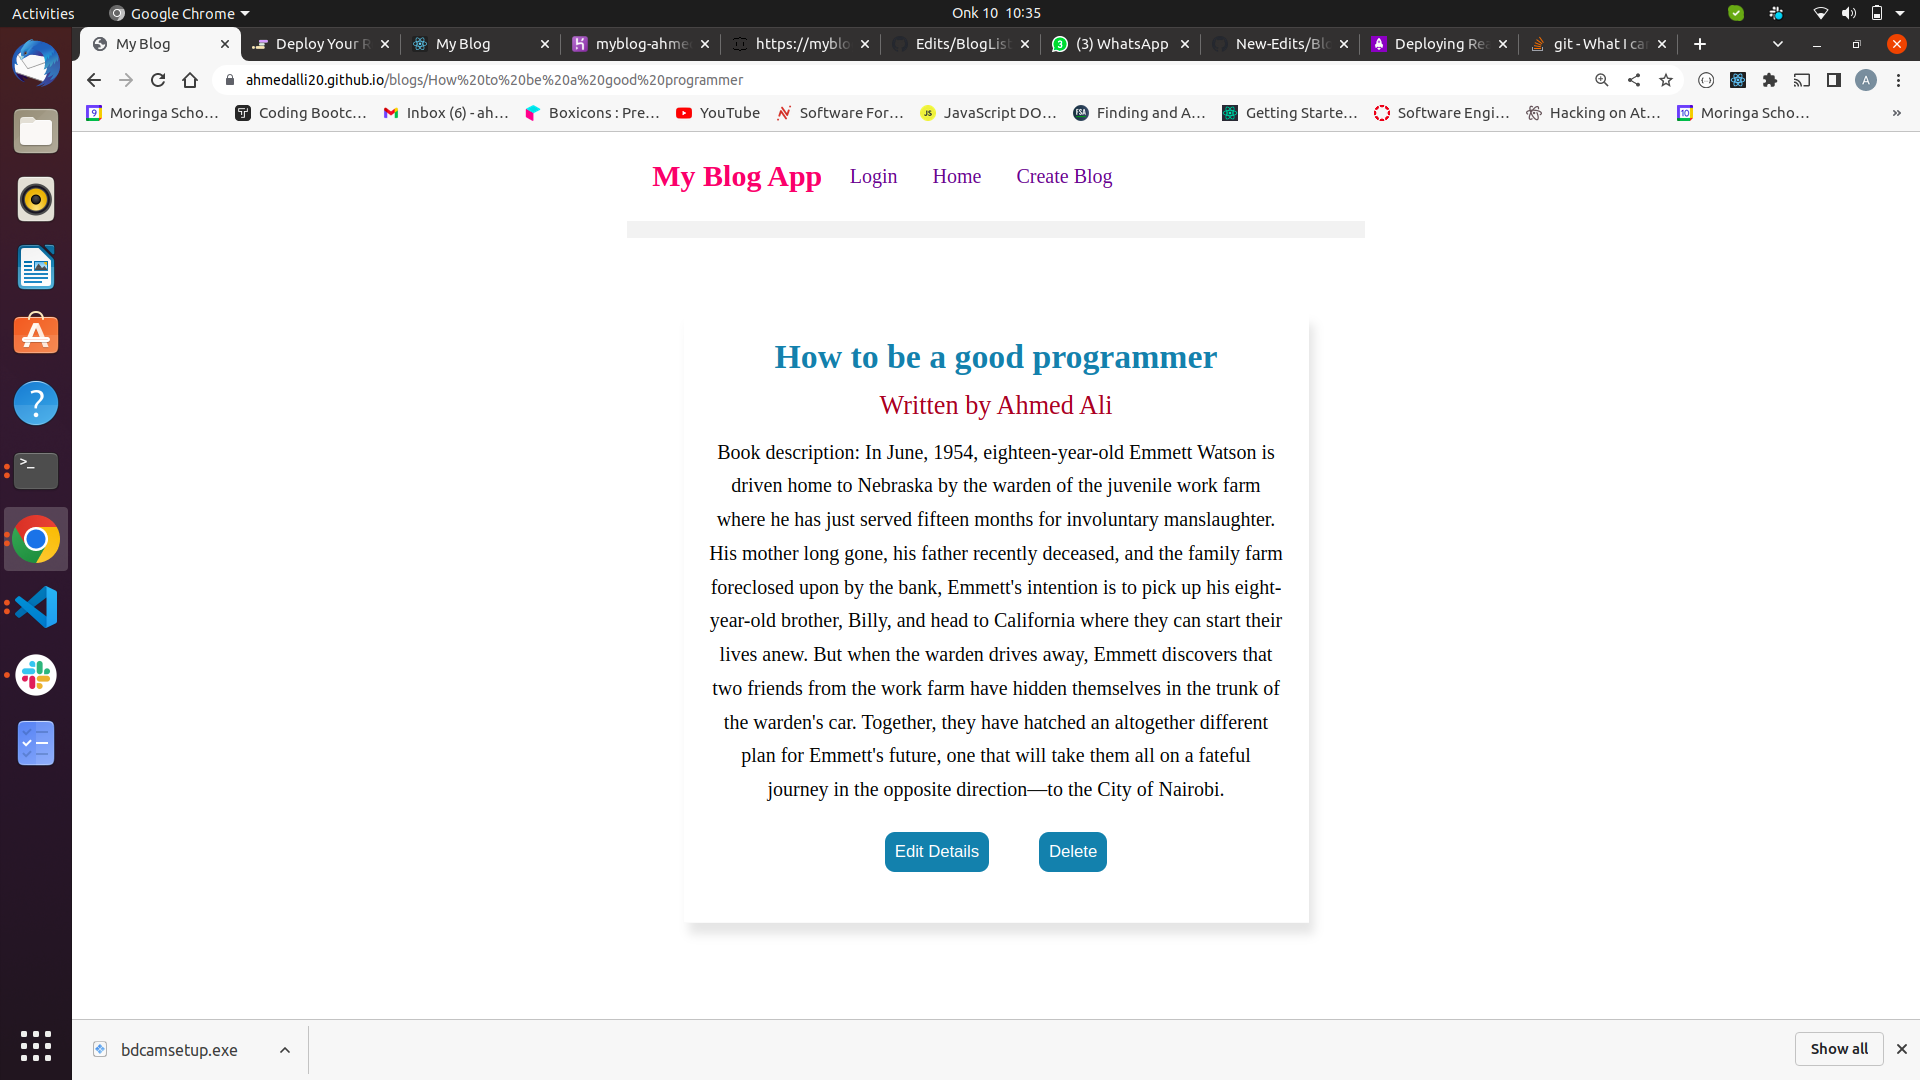 Activities
Google Chrome
Onk 10 10:35
My Blog
Deploy Your R
My Blog
myblog-ahme
https://myblo
Edits/BlogList
(3) WhatsApp
New-Edits/Blo
Deploying Rea
git - What I can
ahmedalli20.github.io/blogs/How%20to%20be%20a%20good%20programmer
A
Moringa Scho…
Coding Bootc…
Inbox (6) - ah…
Boxicons : Pre…
YouTube
Software For…
JavaScript DO…
Finding and A…
Getting Starte…
Software Engi…
Hacking on At…
Moringa Scho…
»
My Blog App
Login
Home
Create Blog
How to be a good programmer
Written by Ahmed Ali
Book description: In June, 1954, eighteen-year-old Emmett Watson is
driven home to Nebraska by the warden of the juvenile work farm
where he has just served fifteen months for involuntary manslaughter.
His mother long gone, his father recently deceased, and the family farm
foreclosed upon by the bank, Emmett's intention is to pick up his eight-
year-old brother, Billy, and head to California where they can start their
lives anew. But when the warden drives away, Emmett discovers that
two friends from the work farm have hidden themselves in the trunk of
the warden's car. Together, they have hatched an altogether different
plan for Emmett's future, one that will take them all on a fateful
journey in the opposite direction—to the City of Nairobi.
Edit Details
Delete
bdcamsetup.exe
Show all